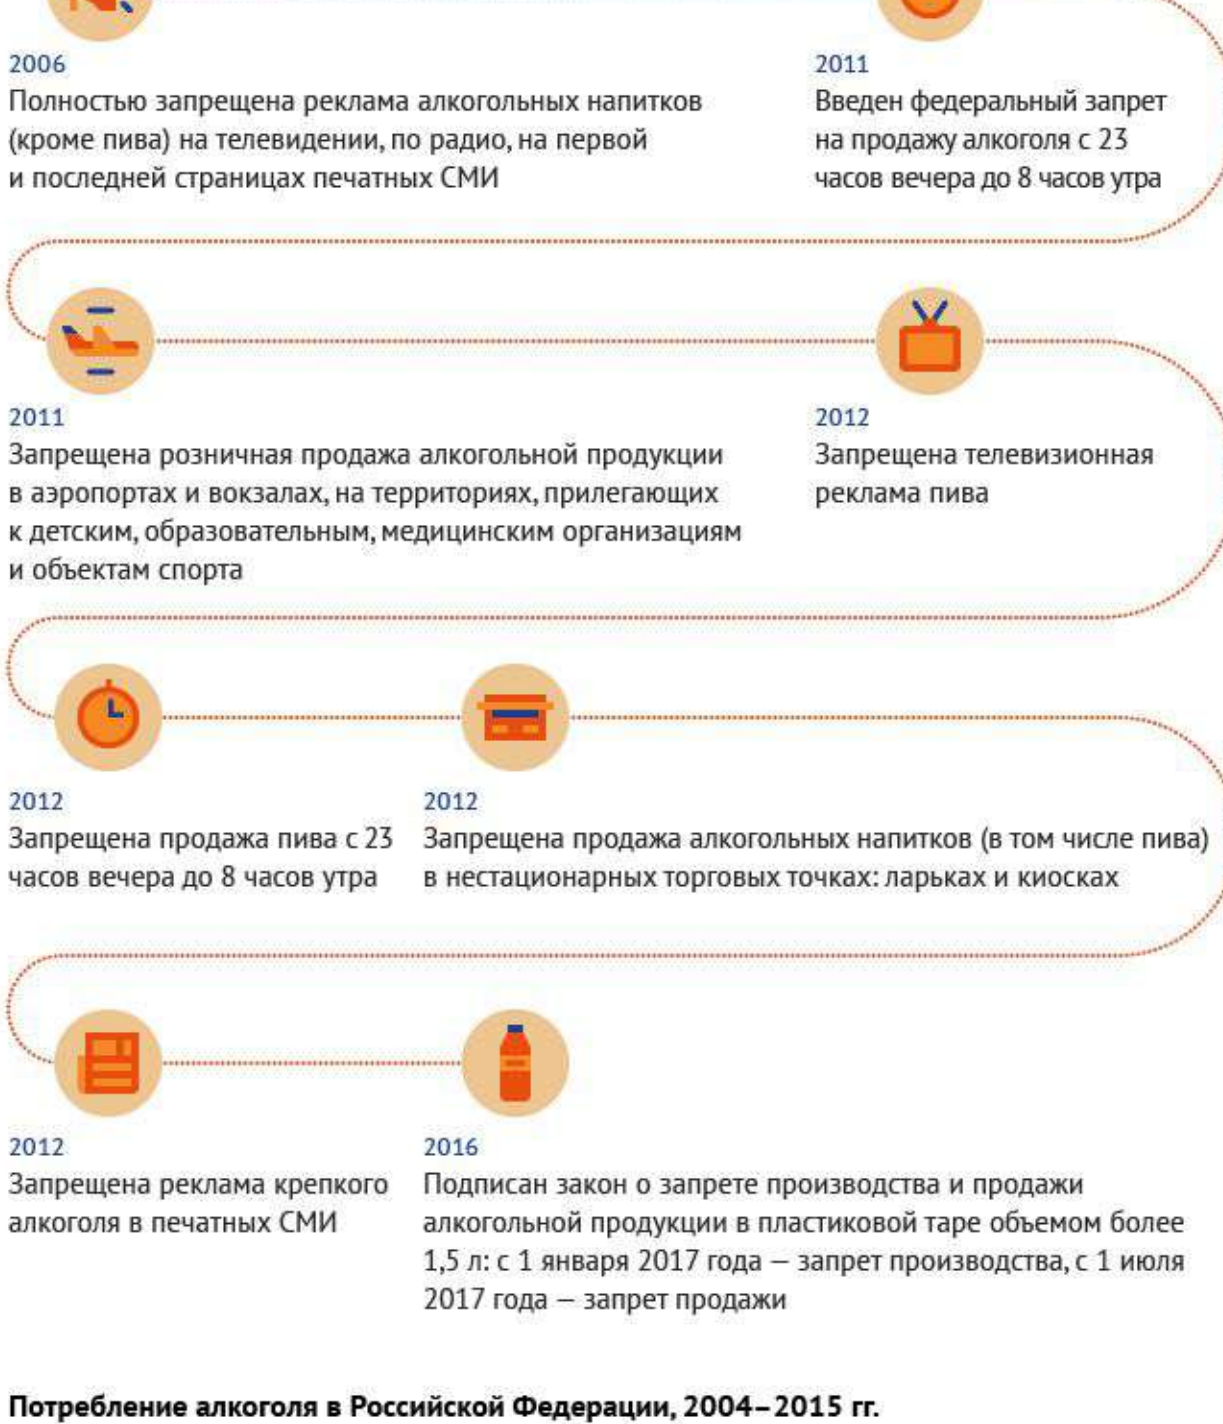 2006
Полностью запрещена реклама алкогольных напитков
(кроме пива) на телевидении, по радио, на первой
и последней страницах печатных СМИ
2011
Введен федеральный запрет
на продажу алкоголя с 23
часов вечера до 8 часов утра
2011
Запрещена розничная продажа алкогольной продукции
в аэропортах и вокзалах, на территориях, прилегающих
к детским, образовательным, медицинским организациям
и объектам спорта
2012
Запрещена телевизионная
реклама пива
2012
Запрещена продажа пива с 23
часов вечера до 8 часов утра
2012
Запрещена продажа алкогольных напитков (в том числе пива)
в нестационарных торговых точках: ларьках и киосках
2012
Запрещена реклама крепкого
алкоголя в печатных СМИ
2016
Подписан закон о запрете производства и продажи
алкогольной продукции в пластиковой таре объемом более
1,5 л: с 1 января 2017 года — запрет производства, с 1 июля
2017 года — запрет продажи
Потребление алкоголя в Российской Федерации, 2004–2015 гг.